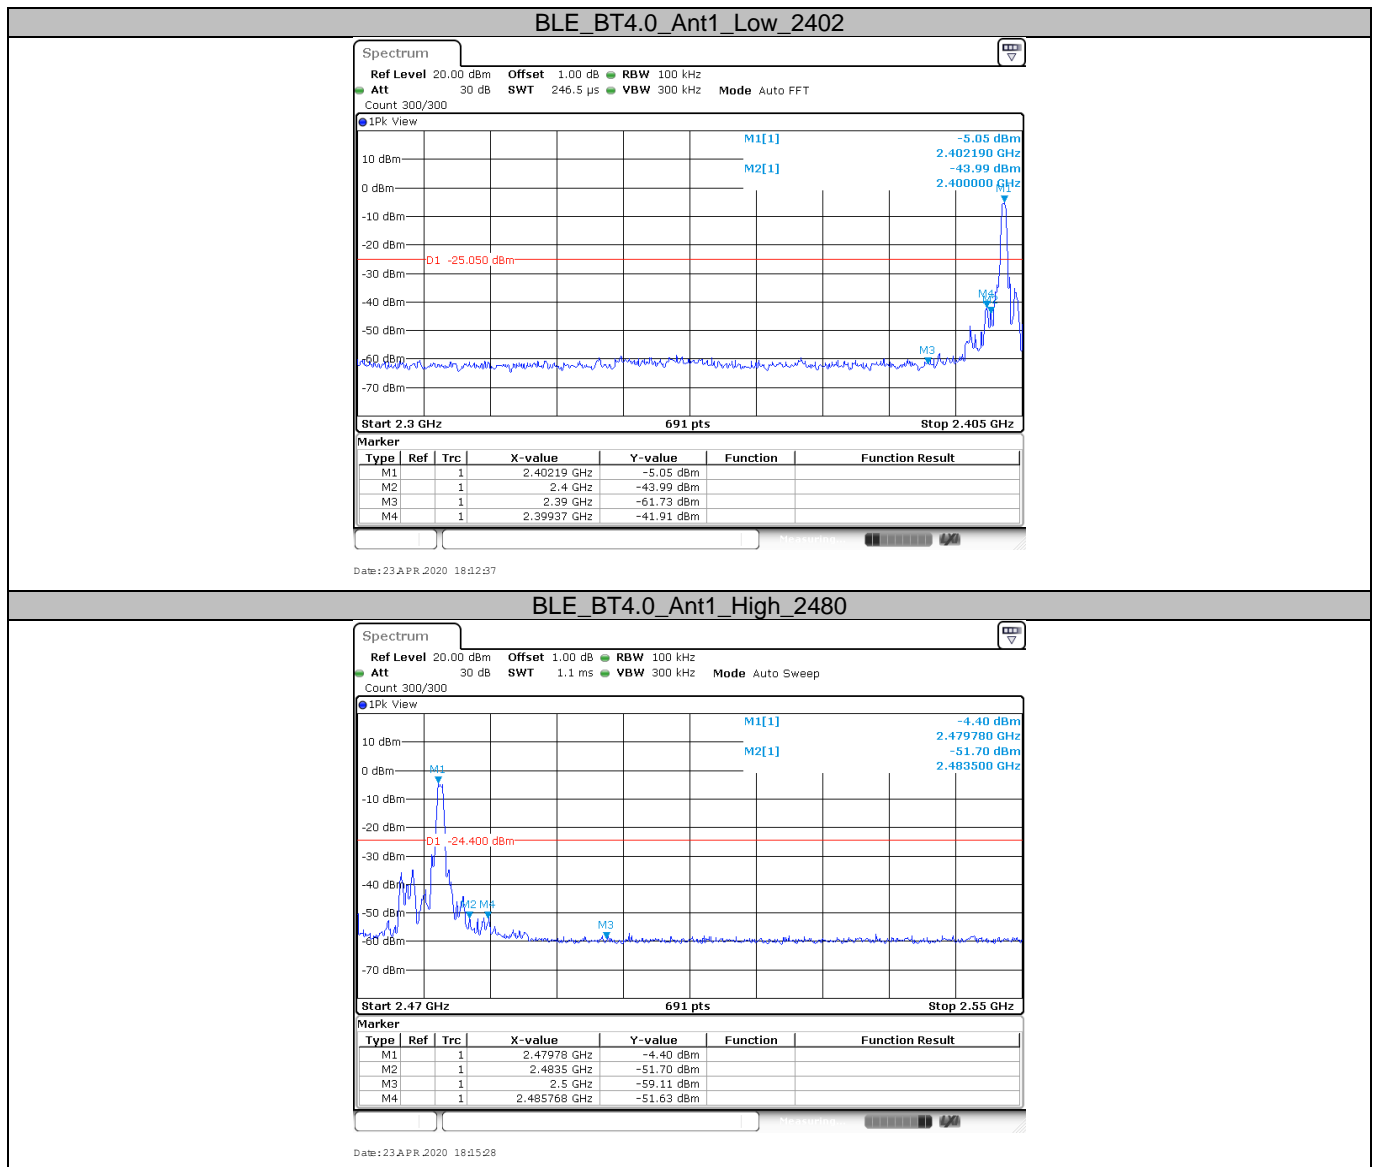 BLE_BT4.0_Ant1_Low_2402
Spectrum
Ref Level 20.00 dBm Offset 1.00 dB RBW 100 kHz
Att 30 dB SWT 246.5 µs VBW 300 kHz Mode Auto FFT
Count 300/300
1Pk View
M1[1] -5.05 dBm
2.402190 GHz
M2[1] -43.99 dBm
2.400000 GHz
10 dBm
0 dBm
M1
-10 dBm
-20 dBm
D1 -25.050 dBm
-30 dBm
-40 dBm
M4
M2
-50 dBm
M3
-60 dBm
-70 dBm
Start 2.3 GHz 691 pts Stop 2.405 GHz
Marker
Type Ref Trc X-value Y-value Function Function Result
M1 1 2.40219 GHz -5.05 dBm
M2 1 2.4 GHz -43.99 dBm
M3 1 2.39 GHz -61.73 dBm
M4 1 2.39937 GHz -41.91 dBm
Measuring...
Date: 23.APR.2020 18:12:37
BLE_BT4.0_Ant1_High_2480
Spectrum
Ref Level 20.00 dBm Offset 1.00 dB RBW 100 kHz
Att 30 dB SWT 1.1 ms VBW 300 kHz Mode Auto Sweep
Count 300/300
1Pk View
M1[1] -4.40 dBm
2.479780 GHz
M2[1] -51.70 dBm
2.483500 GHz
10 dBm
0 dBm
M1
-10 dBm
-20 dBm
D1 -24.400 dBm
-30 dBm
-40 dBm
M2 M4
-50 dBm
M3
-60 dBm
-70 dBm
Start 2.47 GHz 691 pts Stop 2.55 GHz
Marker
Type Ref Trc X-value Y-value Function Function Result
M1 1 2.47978 GHz -4.40 dBm
M2 1 2.4835 GHz -51.70 dBm
M3 1 2.5 GHz -59.11 dBm
M4 1 2.485768 GHz -51.63 dBm
Measuring...
Date: 23.APR.2020 18:15:28